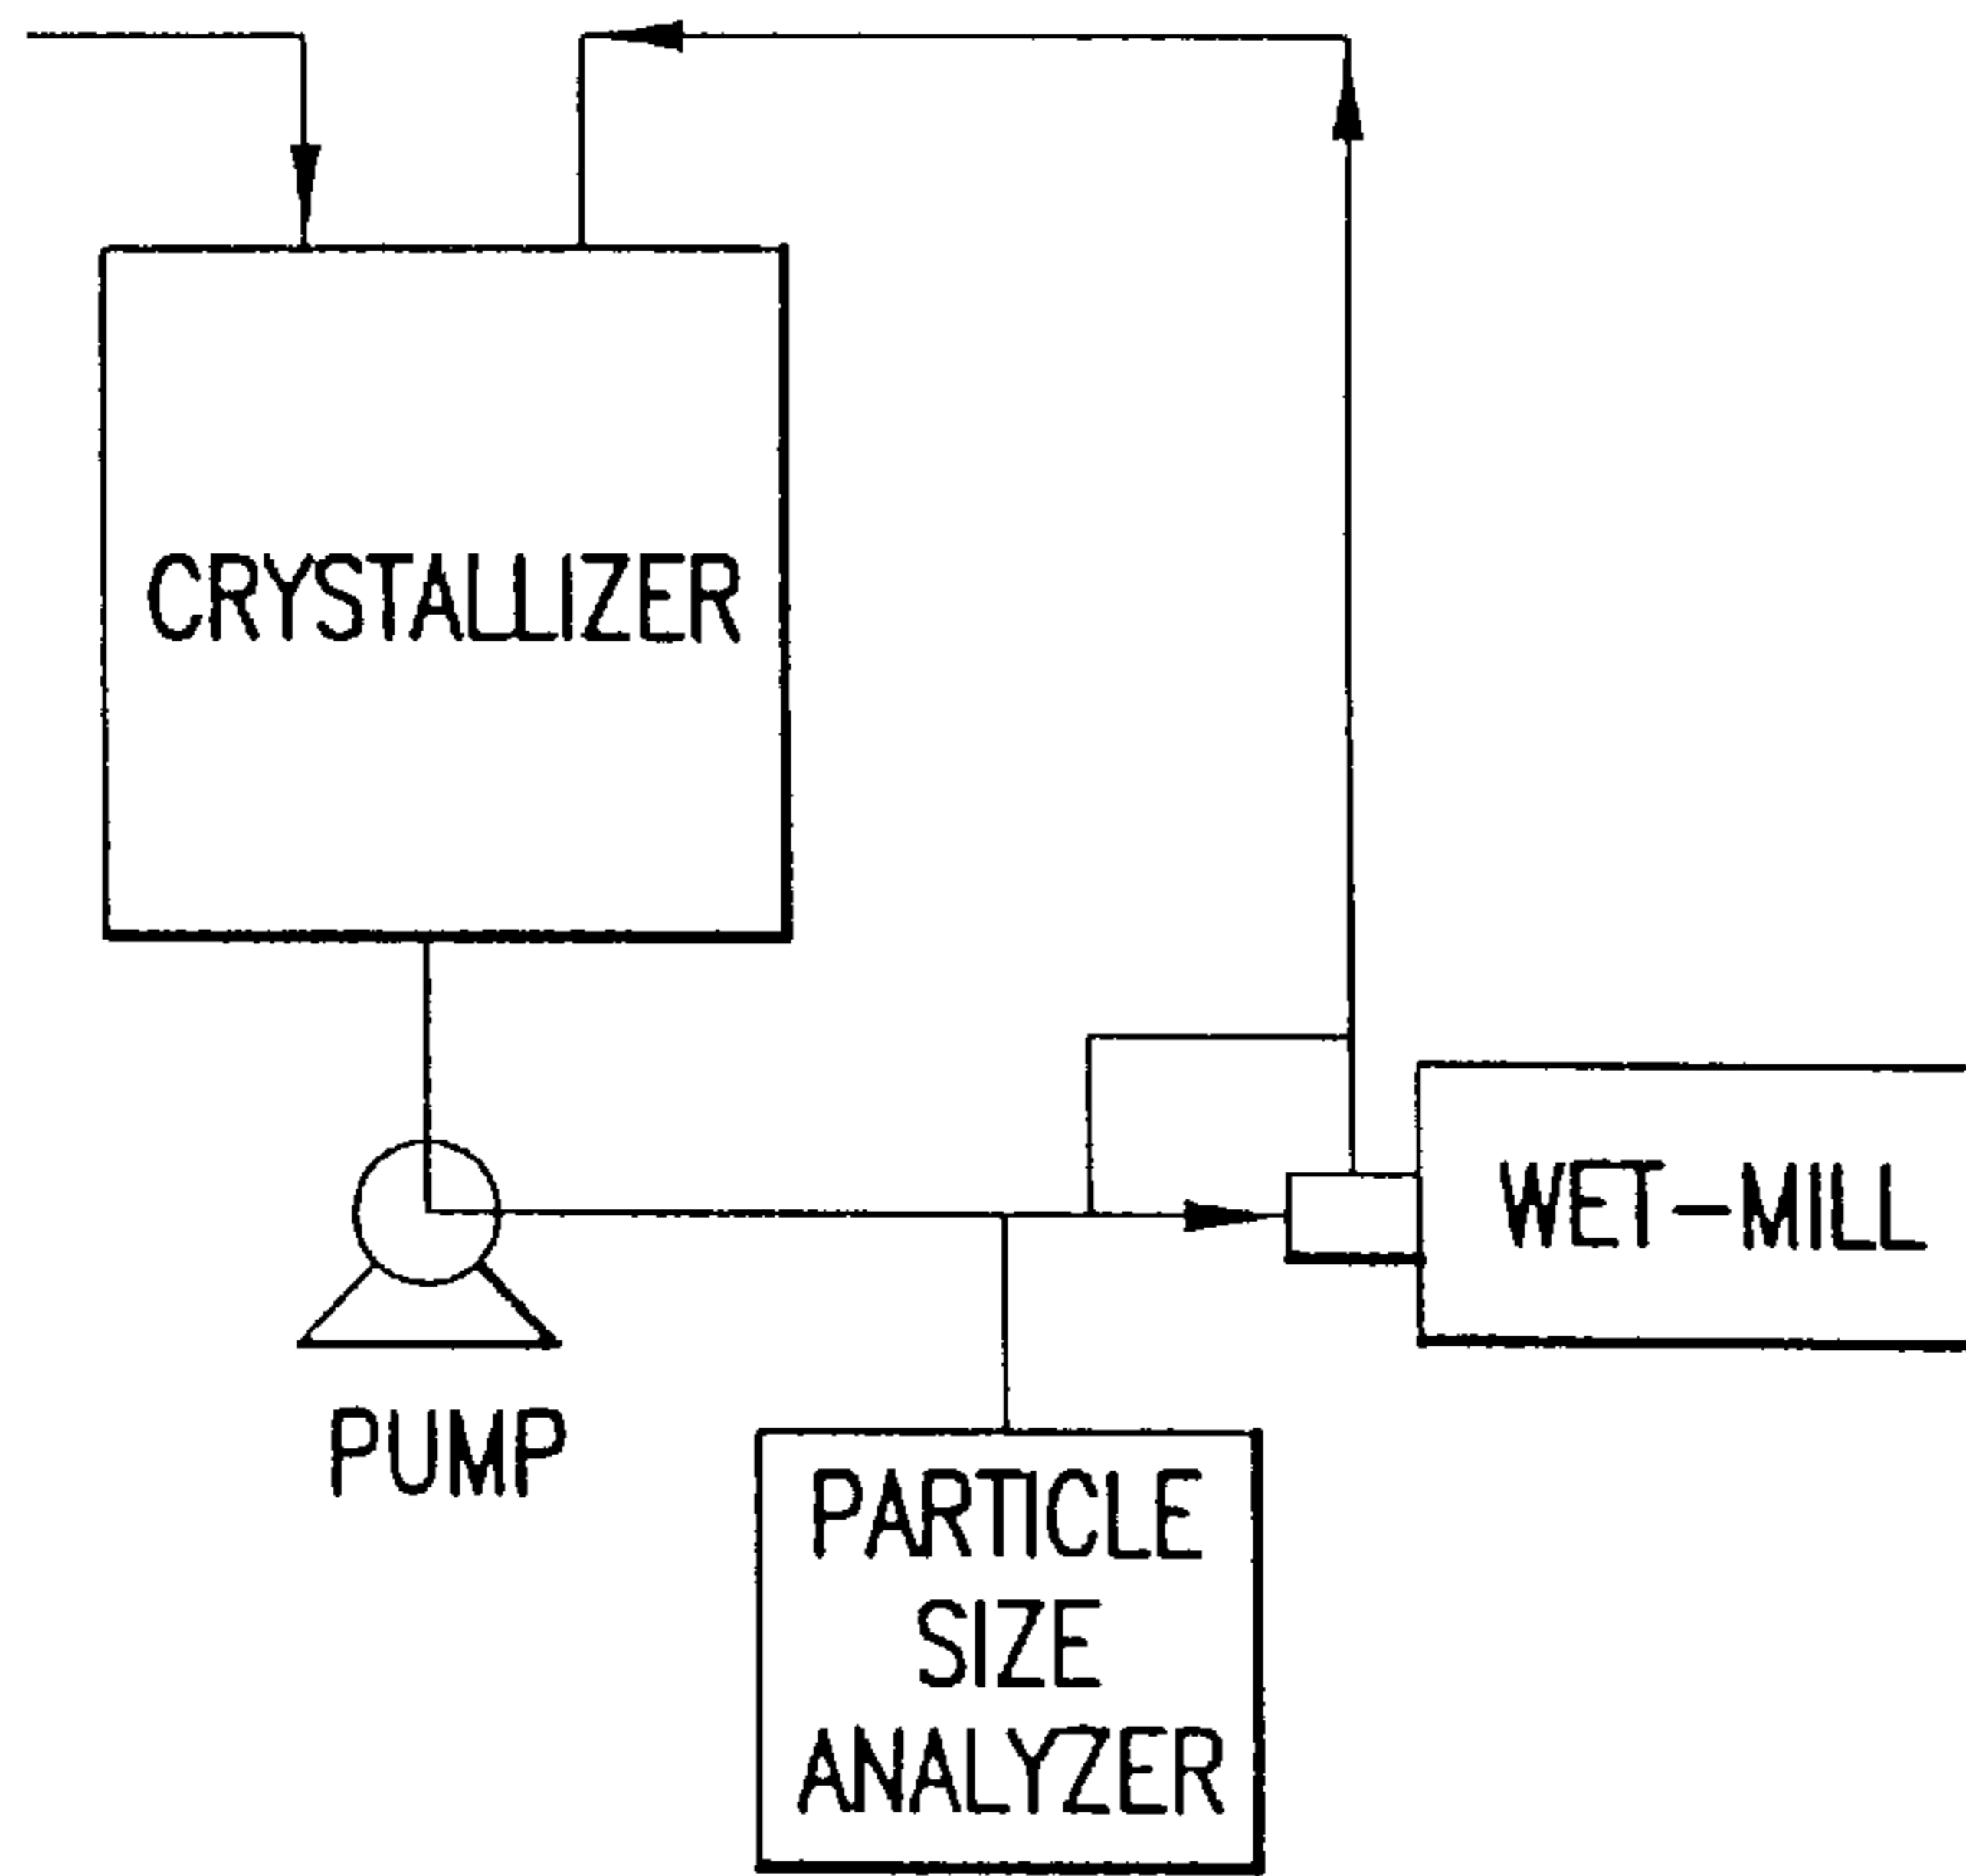 CRYSTALLIZER
WET-MILL
PUMP
PARTICLE
SIZE
ANALYZER